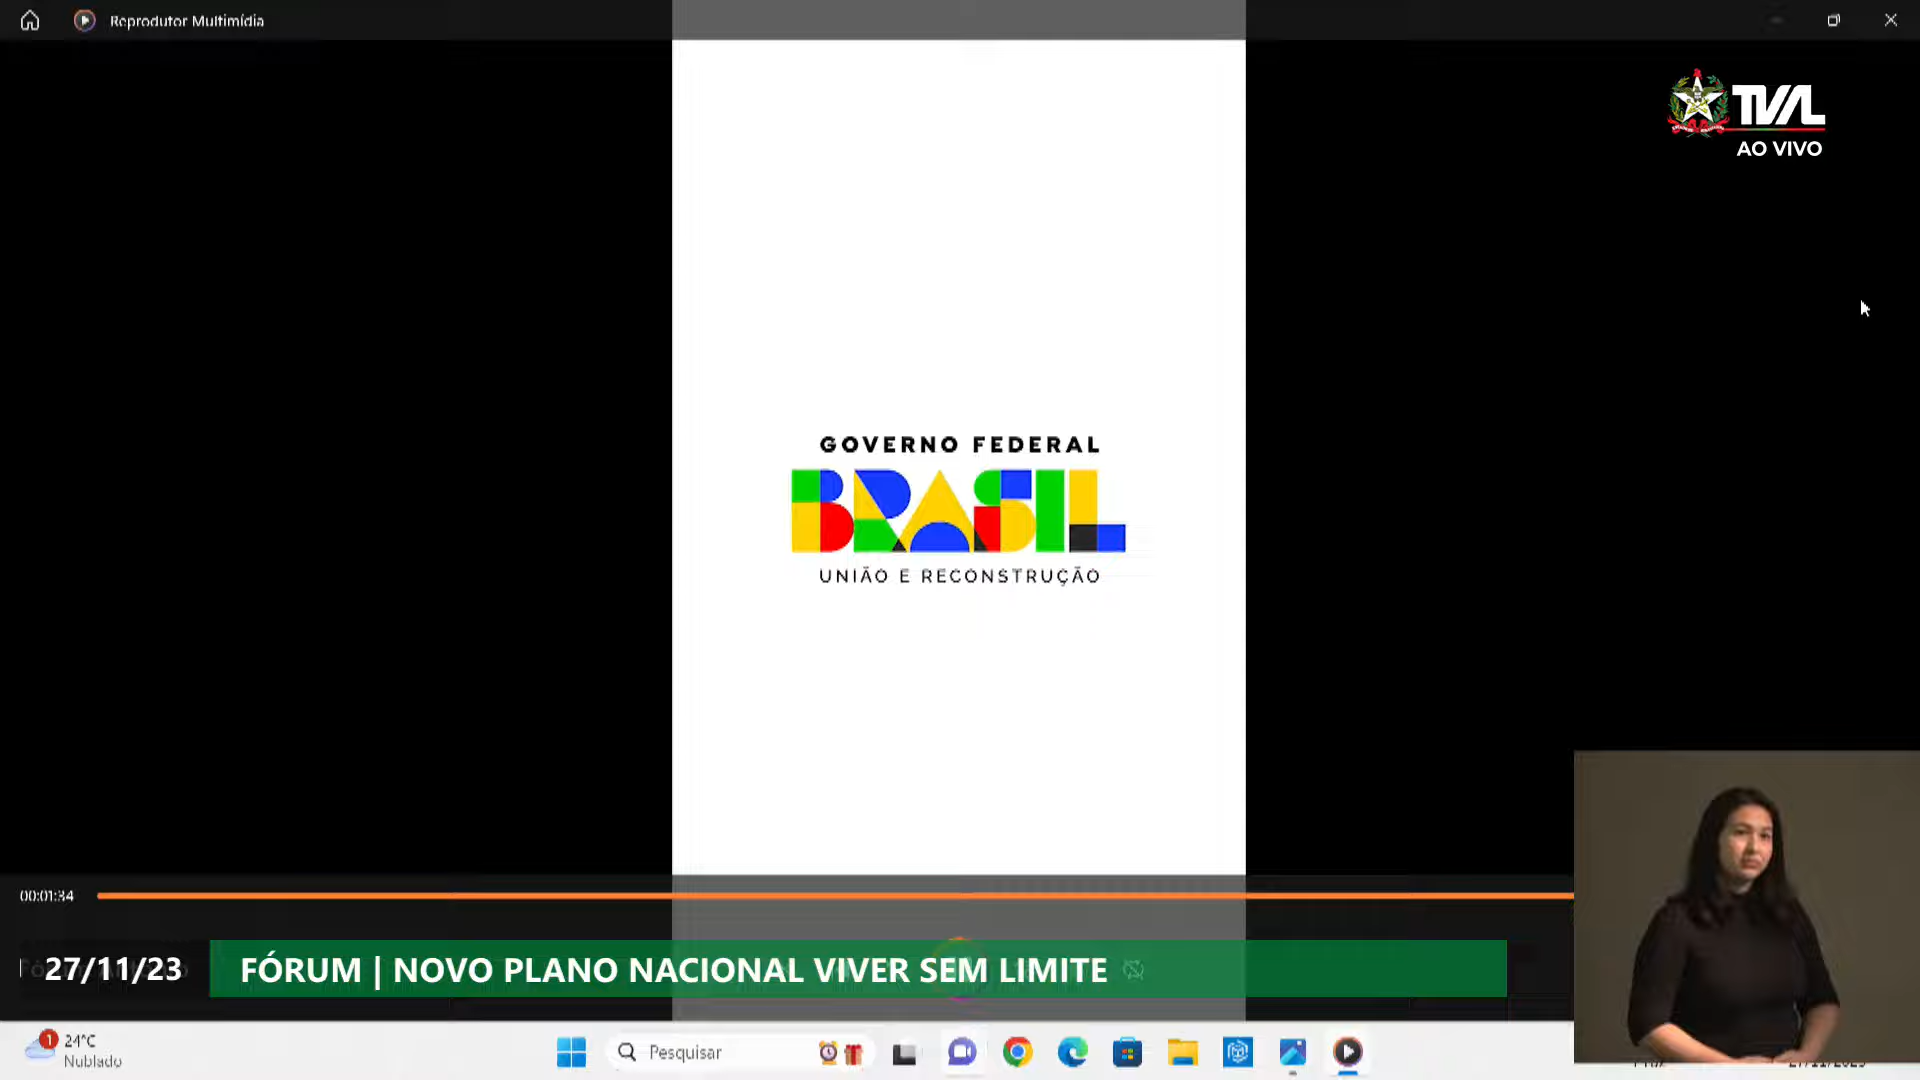 Reprodutor Multimídia
TVAL
AO VIVO
GOVERNO FEDERAL
BRASIL
UNIÃO E RECONSTRUÇÃO
00:01:34
27/11/23
FÓRUM | NOVO PLANO NACIONAL VIVER SEM LIMITE
1
24°C
Nublado
Pesquisar